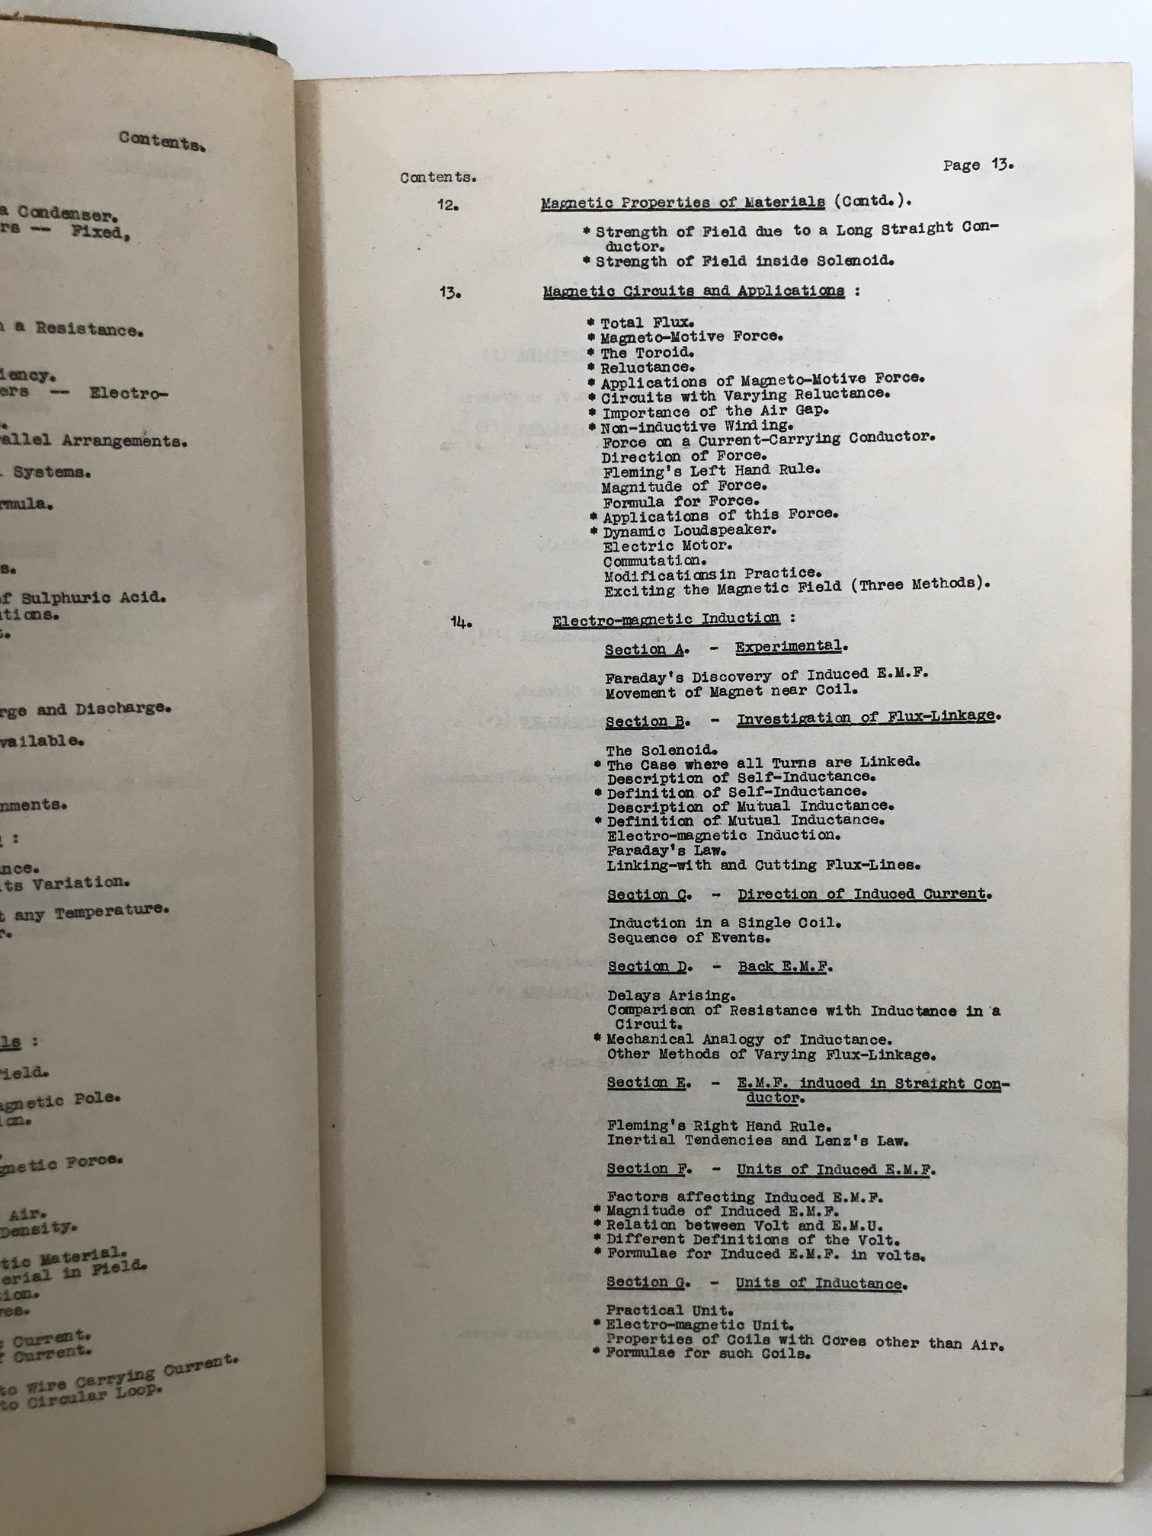 Contents.
a Condenser.
rs -- Fixed,
a Resistance.
iency.
ers -- Electro-
allel Arrangements.
Systems.
rmula.
s.
f Sulphuric Acid.
tions.
rge and Discharge.
vailable.
nments.
:
nce.
ts Variation.
t any Temperature.
r.
ls :
ield.
agnetic Pole.
ion.
gnetic Force.
Air.
Density.
tic Material.
erial in Field.
ion.
res.
c Current.
f Current.
to Wire Carrying Current.
to Circular Loop.
Page 13.
Contents.
12. Magnetic Properties of Materials (Contd.).
* Strength of Field due to a Long Straight Con-
ductor.
* Strength of Field inside Solenoid.
13. Magnetic Circuits and Applications :
* Total Flux.
* Magneto-Motive Force.
* The Toroid.
* Reluctance.
* Applications of Magneto-Motive Force.
* Circuits with Varying Reluctance.
* Importance of the Air Gap.
* Non-inductive Winding.
Force on a Current-Carrying Conductor.
Direction of Force.
Fleming's Left Hand Rule.
Magnitude of Force.
Formula for Force.
* Applications of this Force.
* Dynamic Loudspeaker.
Electric Motor.
Commutation.
Modifications in Practice.
Exciting the Magnetic Field (Three Methods).
14. Electro-magnetic Induction :
Section A. - Experimental.
Faraday's Discovery of Induced E.M.F.
Movement of Magnet near Coil.
Section B. - Investigation of Flux-Linkage.
The Solenoid.
* The Case where all Turns are Linked.
Description of Self-Inductance.
* Definition of Self-Inductance.
Description of Mutual Inductance.
* Definition of Mutual Inductance.
Electro-magnetic Induction.
Faraday's Law.
Linking-with and Cutting Flux-Lines.
Section C. - Direction of Induced Current.
Induction in a Single Coil.
Sequence of Events.
Section D. - Back E.M.F.
Delays Arising.
Comparison of Resistance with Inductance in a
Circuit.
* Mechanical Analogy of Inductance.
Other Methods of Varying Flux-Linkage.
Section E. - E.M.F. induced in Straight Con-
ductor.
Fleming's Right Hand Rule.
Inertial Tendencies and Lenz's Law.
Section F. - Units of Induced E.M.F.
Factors affecting Induced E.M.F.
* Magnitude of Induced E.M.F.
* Relation between Volt and E.M.U.
* Different Definitions of the Volt.
* Formulae for Induced E.M.F. in volts.
Section G. - Units of Inductance.
Practical Unit.
* Electro-magnetic Unit.
Properties of Coils with Cores other than Air.
* Formulae for such Coils.